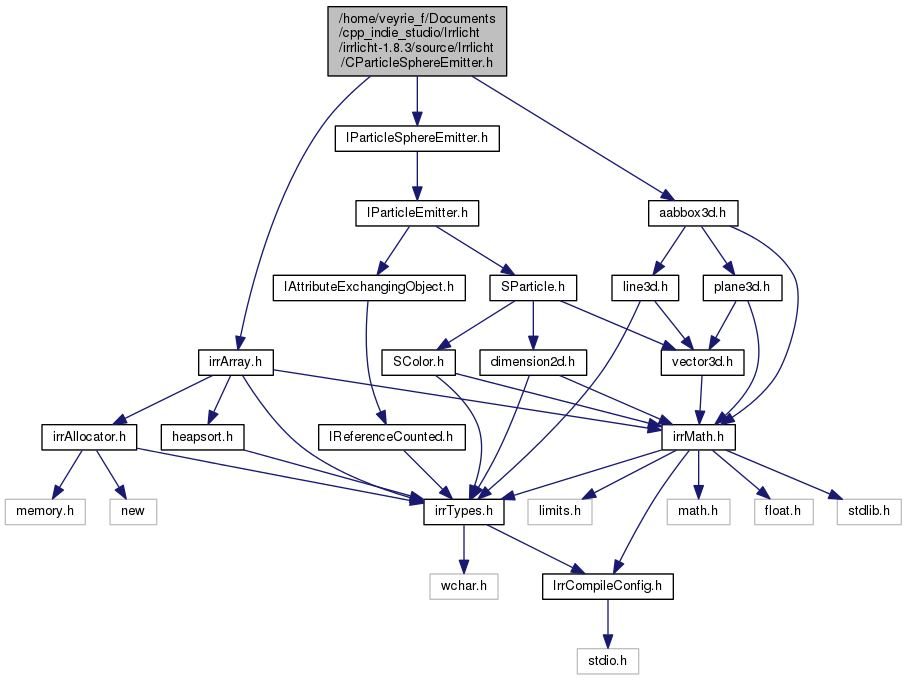 /home/veyrie_f/Documents
/cpp_indie_studio/Irrlicht
/irrlicht-1.8.3/source/Irrlicht
/CParticleSphereEmitter.h
IParticleSphereEmitter.h
IParticleEmitter.h
aabbox3d.h
IAttributeExchangingObject.h
SParticle.h
line3d.h
plane3d.h
irrArray.h
SColor.h
dimension2d.h
vector3d.h
irrAllocator.h
heapsort.h
IReferenceCounted.h
irrMath.h
memory.h
new
irrTypes.h
limits.h
math.h
float.h
stdlib.h
wchar.h
IrrCompileConfig.h
stdio.h